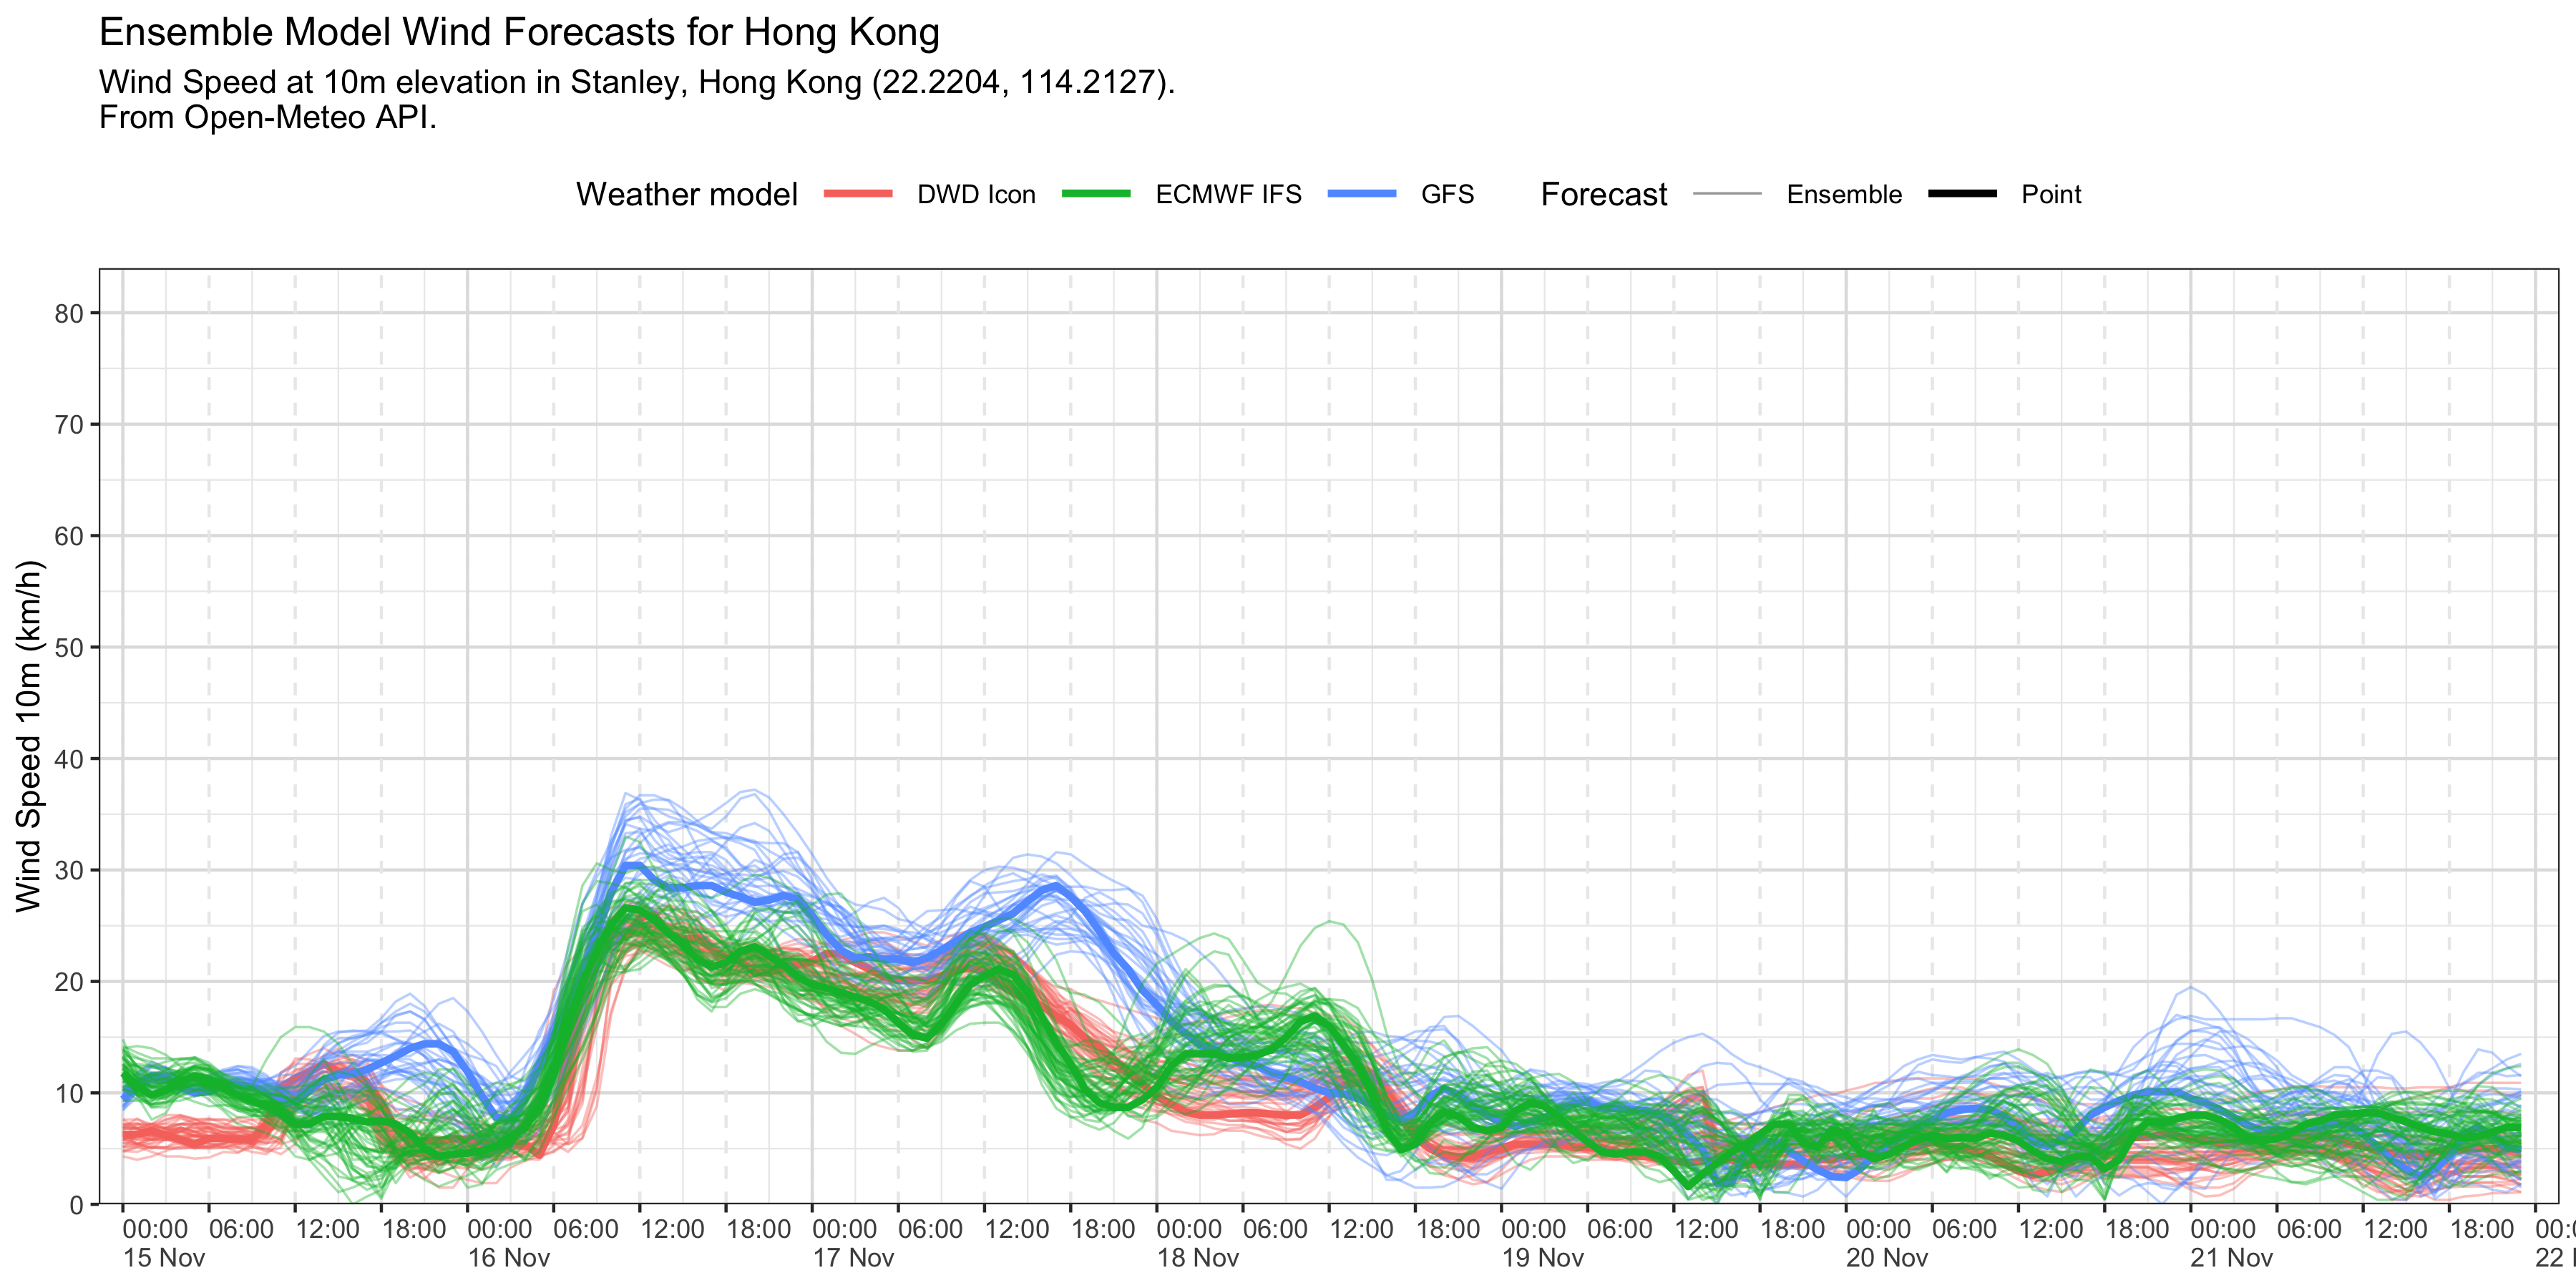 Ensemble Model Wind Forecasts for Hong Kong
Wind Speed at 10m elevation in Stanley, Hong Kong (22.2204, 114.2127).
From Open-Meteo API.
Weather model DWD Icon ECMWF IFS GFS Forecast Ensemble Point
Wind Speed 10m (km/h)
80
70
60
50
40
30
20
10
0
00:00 06:00 12:00 18:00 00:00 06:00 12:00 18:00 00:00 06:00 12:00 18:00 00:00 06:00 12:00 18:00 00:00 06:00 12:00 18:00 00:00 06:00 12:00 18:00 00:00 06:00 12:00 18:00
15 Nov 16 Nov 17 Nov 18 Nov 19 Nov 20 Nov 21 Nov 22